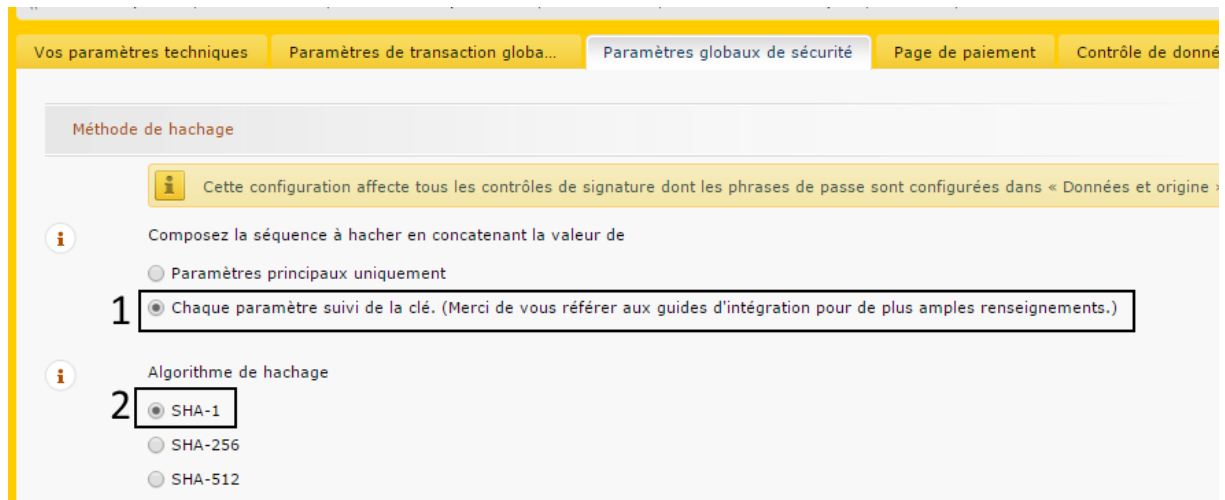 Vos paramètres techniques
Paramètres de transaction globa...
Paramètres globaux de sécurité
Page de paiement
Contrôle de donné
Méthode de hachage
Cette configuration affecte tous les contrôles de signature dont les phrases de passe sont configurées dans « Données et origine »
Composez la séquence à hacher en concatenant la valeur de
Paramètres principaux uniquement
1 Chaque paramètre suivi de la clé. (Merci de vous référer aux guides d'intégration pour de plus amples renseignements.)
Algorithme de hachage
2 SHA-1
SHA-256
SHA-512